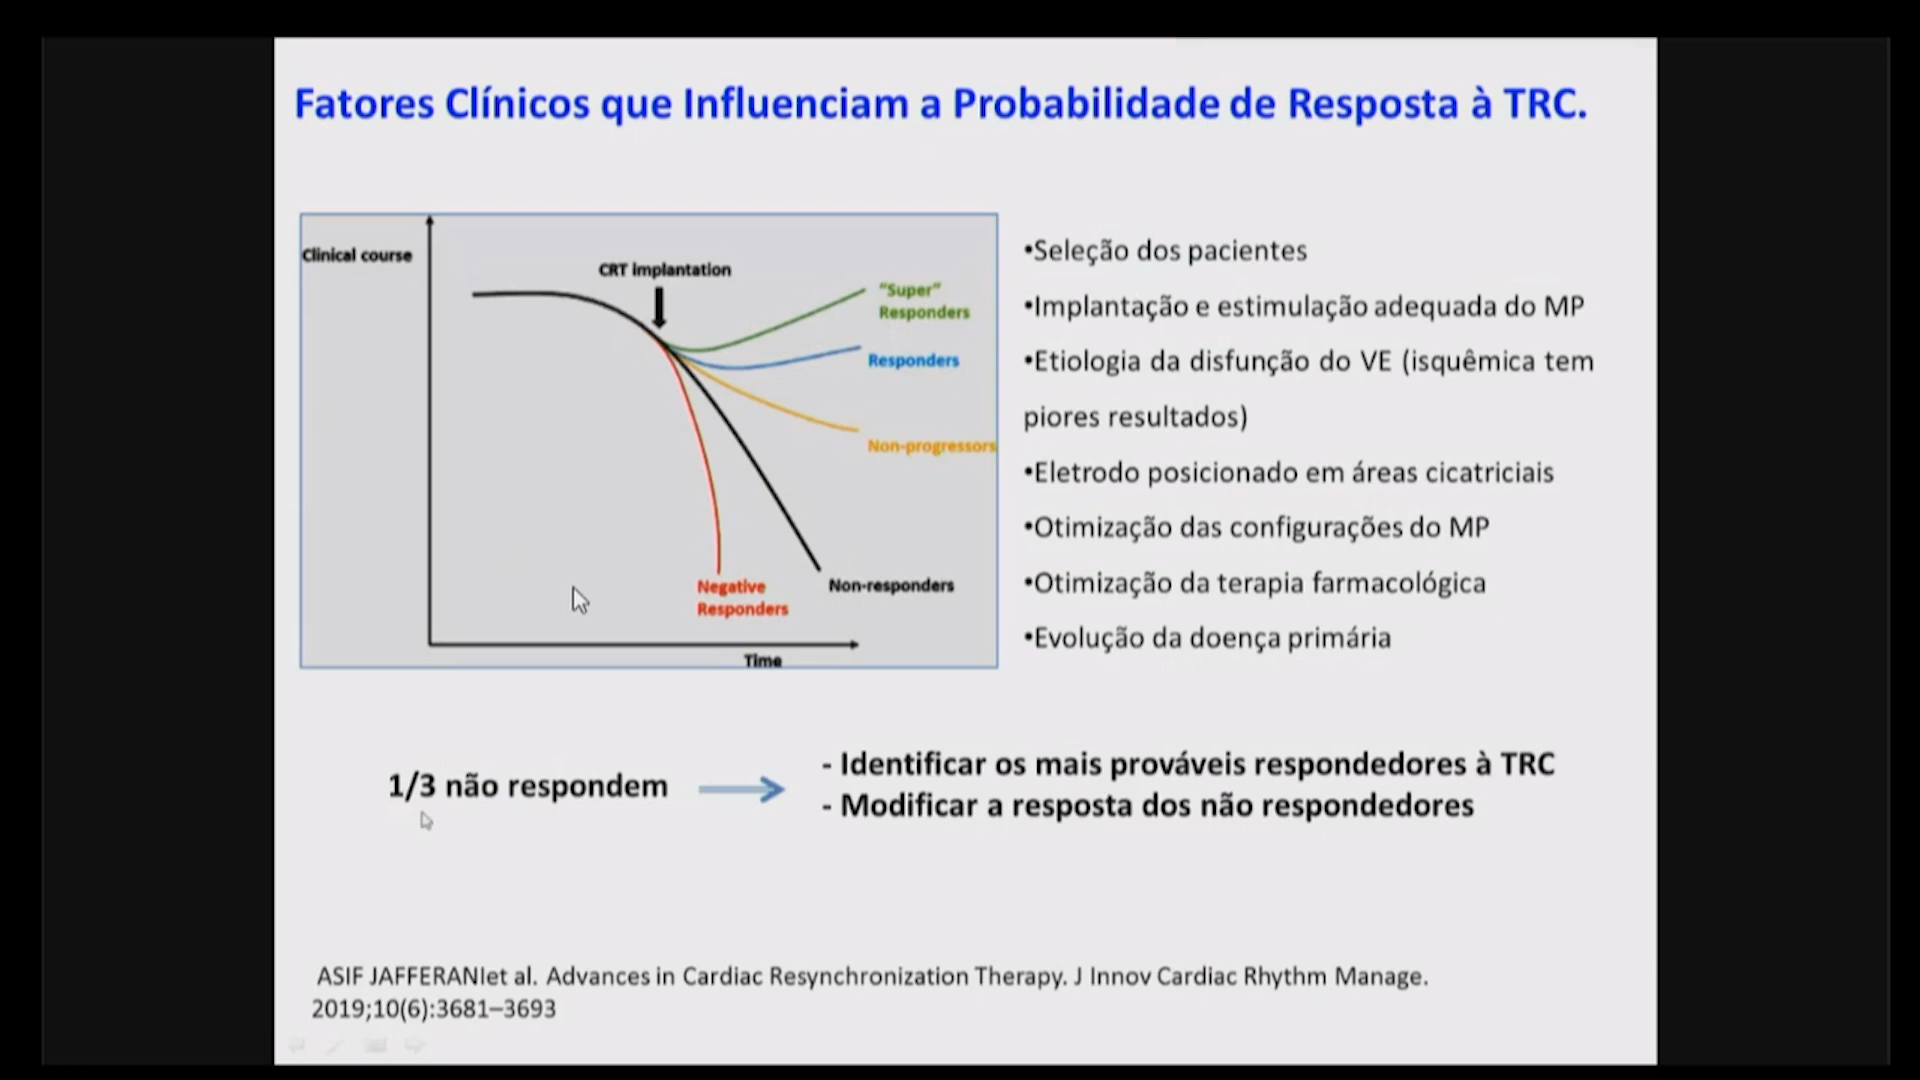 Fatores Clínicos que Influenciam a Probabilidade de Resposta à TRC.
Clinical course
CRT implantation
“Super”
Responders
Responders
Non-progressors
Negative
Responders
Non-responders
Time
•Seleção dos pacientes
•Implantação e estimulação adequada do MP
•Etiologia da disfunção do VE (isquêmica tem
piores resultados)
•Eletrodo posicionado em áreas cicatriciais
•Otimização das configurações do MP
•Otimização da terapia farmacológica
•Evolução da doença primária
1/3 não respondem
- Identificar os mais prováveis respondedores à TRC
- Modificar a resposta dos não respondedores
ASIF JAFFERANIet al. Advances in Cardiac Resynchronization Therapy. J Innov Cardiac Rhythm Manage.
2019;10(6):3681–3693